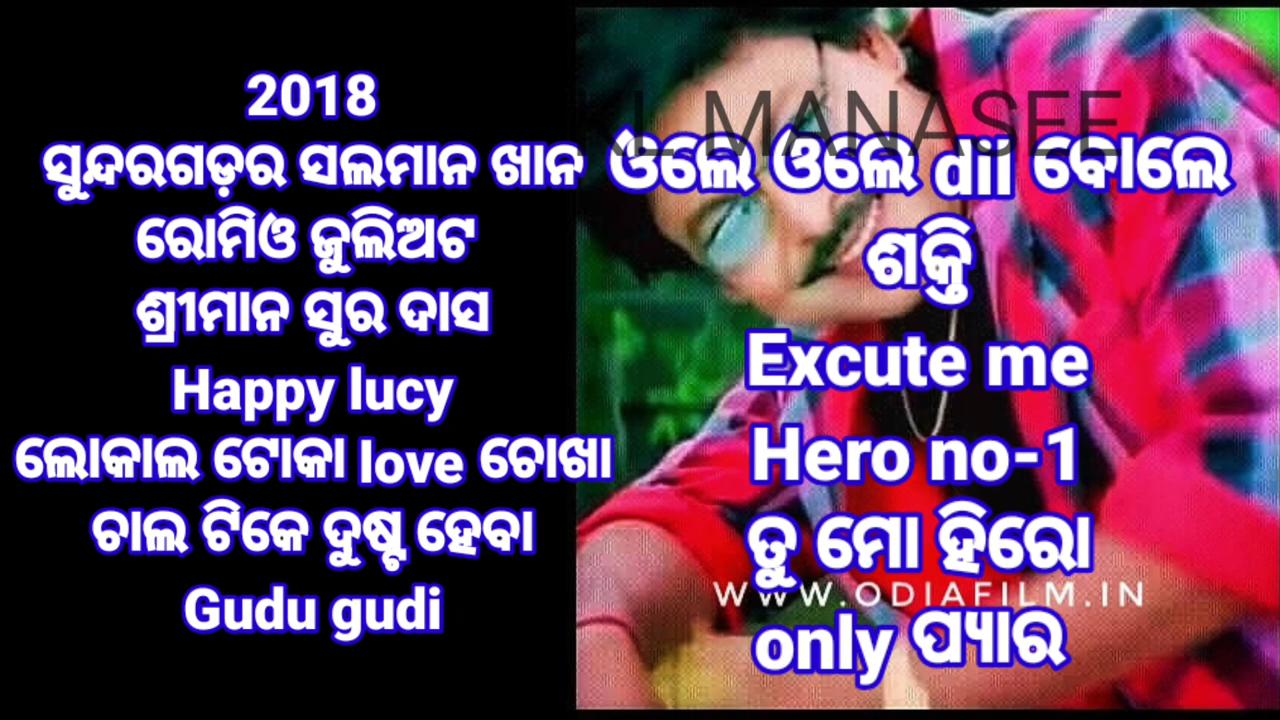 2018
ସୁନ୍ଦରଗଡ଼ର ସଲମାନ ଖାନ
ରୋମିଓ ଜୁଲିଅଟ
ଶ୍ରୀମାନ ସୁର ଦାସ
Happy lucy
ଲୋକାଲ ଟୋକା love ଚୋଖା
ଚାଲ ଟିକେ ଦୁଷ୍ଟ ହେବା
Gudu gudi
KL MANASEE
ଓଲେ ଓଲେ dil ବୋଲେ
ଶକ୍ତି
Excute me
Hero no-1
ତୁ ମୋ ହିରୋ
WWW.ODIAFILM.IN
only ପ୍ୟାର